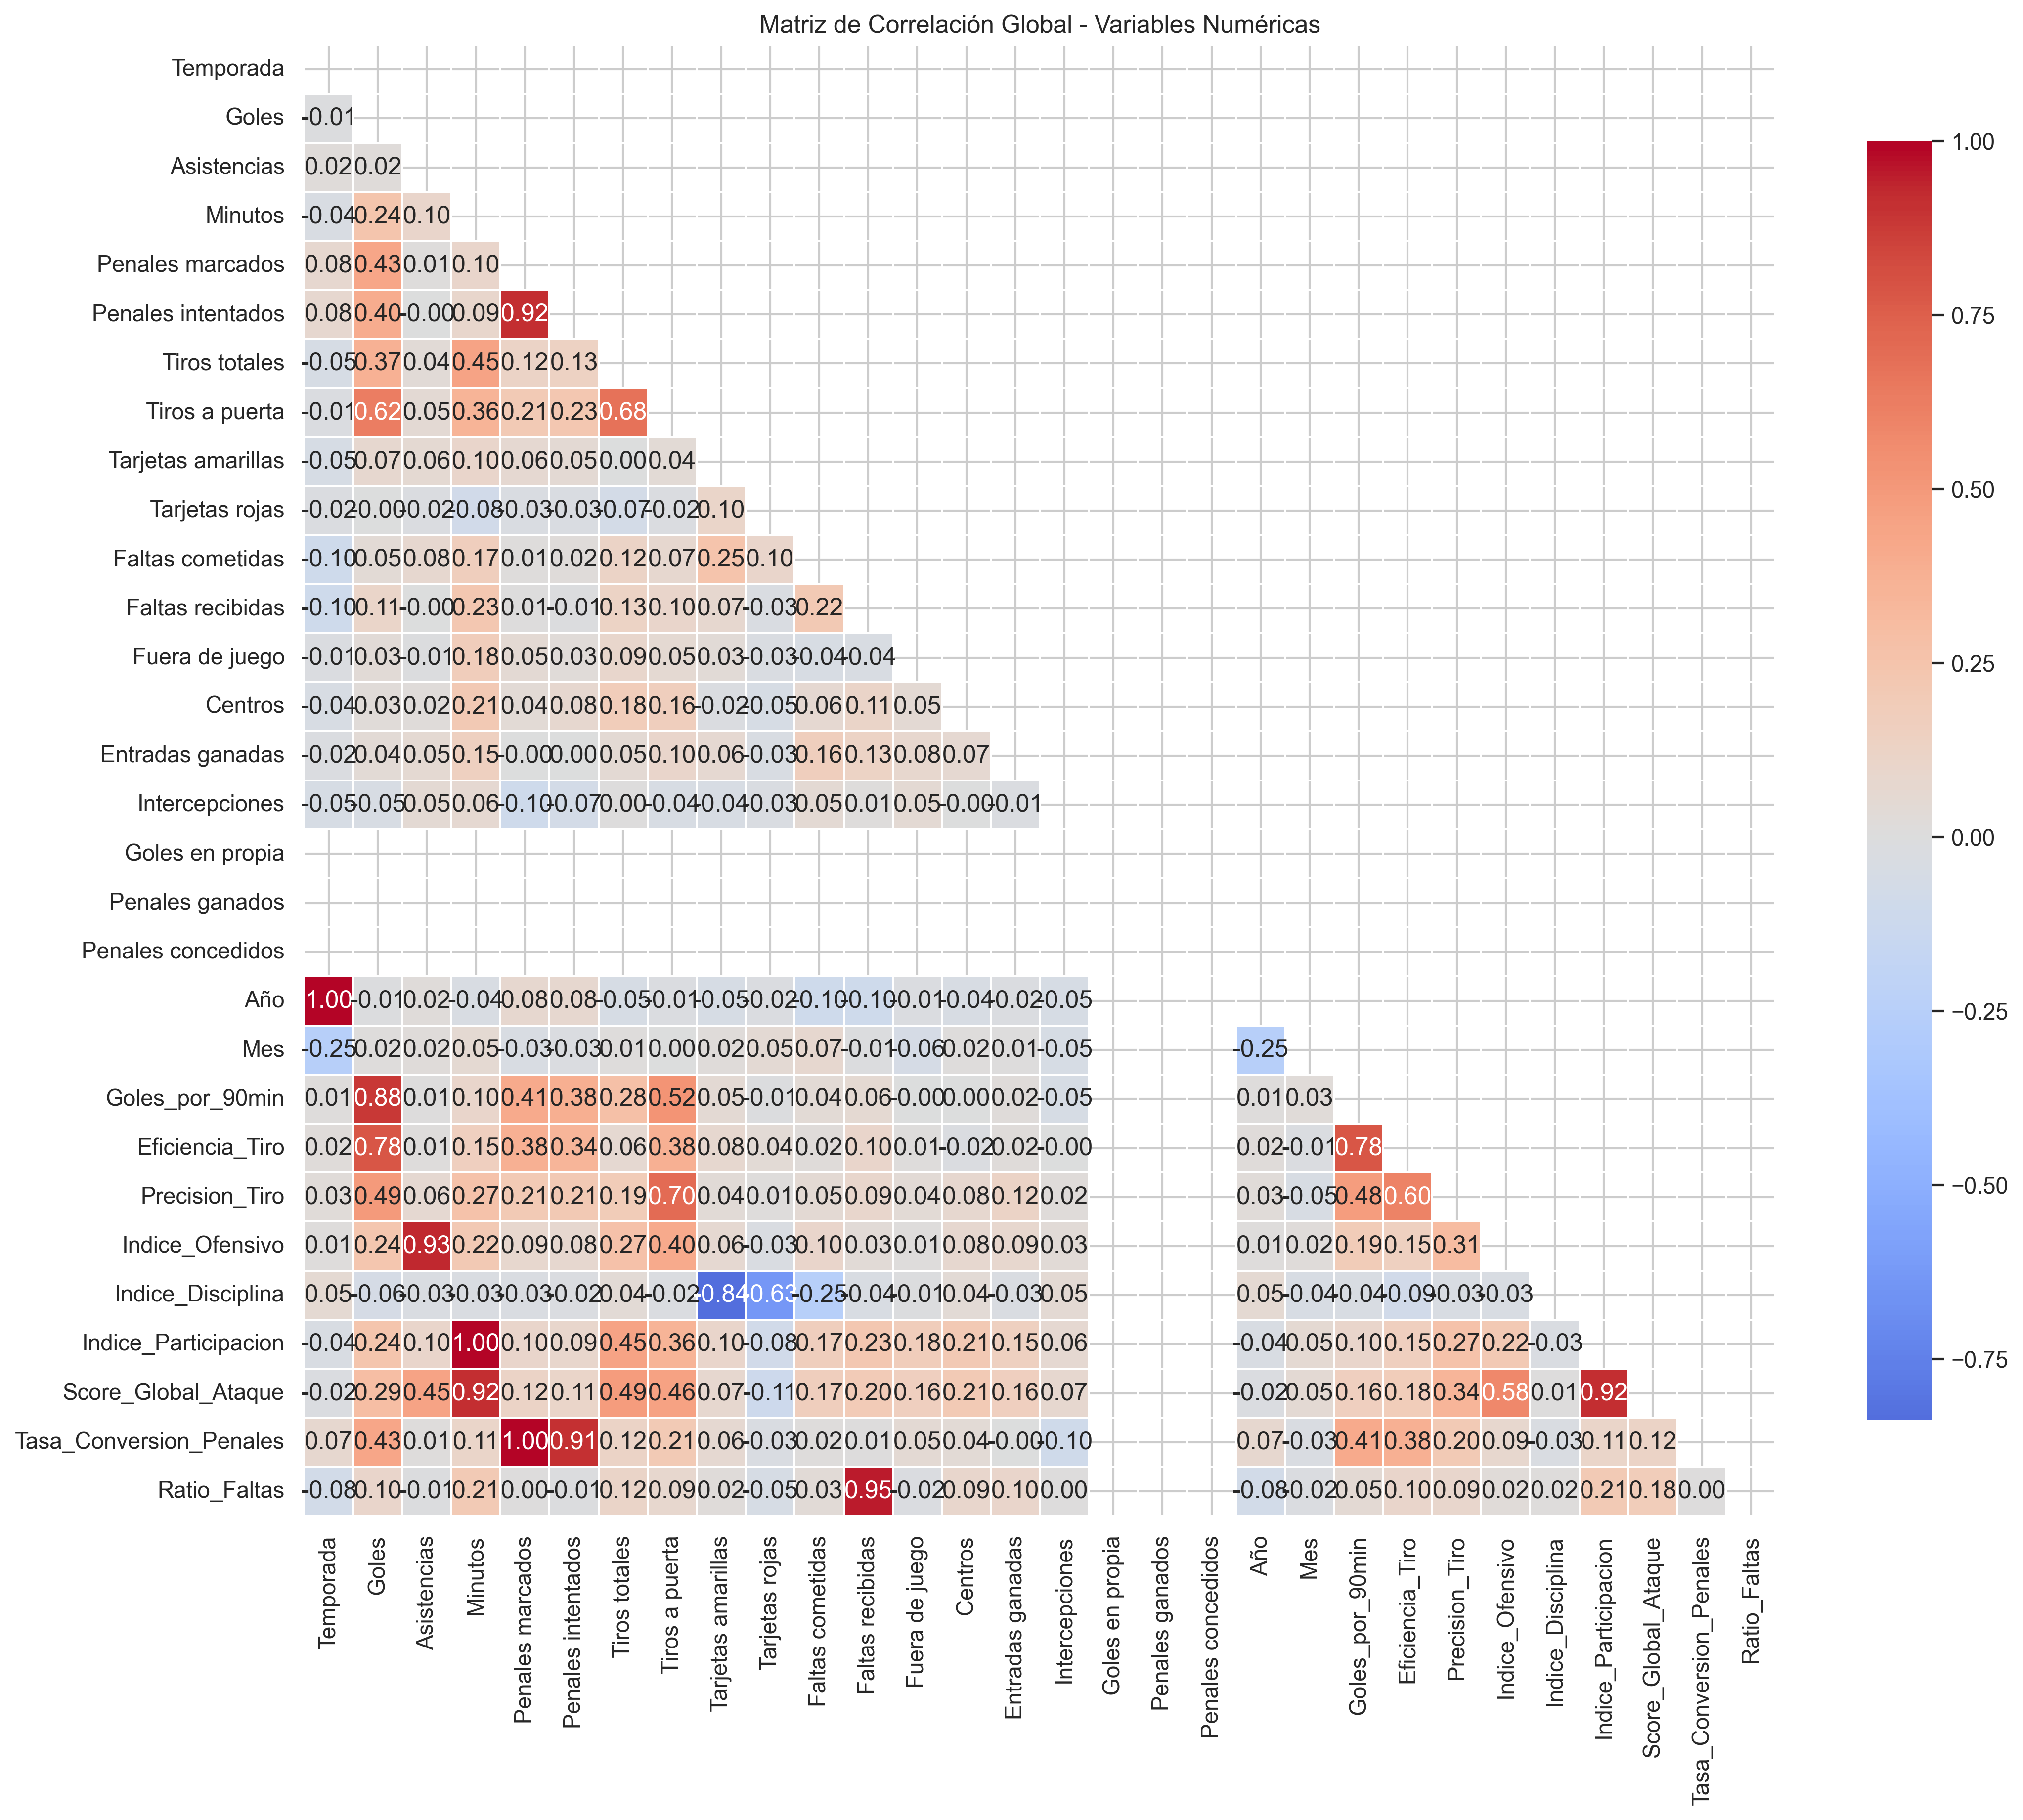 Matriz de Correlación Global - Variables Numéricas
Temporada
Goles -0.01
Asistencias 0.02 0.02
Minutos -0.04 0.24 0.10
Penales marcados 0.08 0.43 0.01 0.10
Penales intentados 0.08 0.40 -0.00 0.09 0.92
Tiros totales -0.05 0.37 0.04 0.45 0.12 0.13
Tiros a puerta -0.01 0.62 0.05 0.36 0.21 0.23 0.68
Tarjetas amarillas -0.05 0.07 0.06 0.10 0.06 0.05 0.00 0.04
Tarjetas rojas -0.02 -0.00 -0.02 -0.08 -0.03 -0.03 -0.07 -0.02 0.10
Faltas cometidas -0.10 0.05 0.08 0.17 0.01 0.02 0.12 0.07 0.25 0.10
Faltas recibidas -0.10 0.11 -0.00 0.23 0.01 -0.01 0.13 0.10 0.07 -0.03 0.22
Fuera de juego -0.01 0.03 -0.01 0.18 0.05 0.03 0.09 0.05 0.03 -0.03 -0.04 -0.04
Centros -0.04 0.03 0.02 0.21 0.04 0.08 0.18 0.16 -0.02 -0.05 0.06 0.11 0.05
Entradas ganadas -0.02 0.04 0.05 0.15 -0.00 0.00 0.05 0.10 0.06 -0.03 0.16 0.13 0.08 0.07
Intercepciones -0.05 -0.05 0.05 0.06 -0.10 -0.07 0.00 -0.04 -0.04 -0.03 0.05 0.01 0.05 -0.00 -0.01
Goles en propia
Penales ganados
Penales concedidos
Año 1.00 -0.01 0.02 -0.04 0.08 0.08 -0.05 -0.01 -0.05 -0.02 -0.10 -0.10 -0.01 -0.04 -0.02 -0.05
Mes -0.25 0.02 0.02 0.05 -0.03 -0.03 0.01 0.00 0.02 0.05 0.07 -0.01 -0.06 0.02 0.01 -0.05 -0.25
Goles_por_90min 0.01 0.88 0.01 0.10 0.41 0.38 0.28 0.52 0.05 -0.01 0.04 0.06 -0.00 0.00 0.02 -0.05 0.01 0.03
Eficiencia_Tiro 0.02 0.78 0.01 0.15 0.38 0.34 0.06 0.38 0.08 0.04 0.02 0.10 0.01 -0.02 0.02 -0.00 0.02 -0.01 0.78
Precision_Tiro 0.03 0.49 0.06 0.27 0.21 0.21 0.19 0.70 0.04 0.01 0.05 0.09 0.04 0.08 0.12 0.02 0.03 -0.05 0.48 0.60
Indice_Ofensivo 0.01 0.24 0.93 0.22 0.09 0.08 0.27 0.40 0.06 -0.03 0.10 0.03 0.01 0.08 0.09 0.03 0.01 0.02 0.19 0.15 0.31
Indice_Disciplina 0.05 -0.06 -0.03 -0.03 -0.03 -0.02 0.04 -0.02 -0.84 -0.63 -0.25 -0.04 -0.01 0.04 -0.03 0.05 0.05 -0.04 -0.04 -0.09 -0.03 -0.03
Indice_Participacion -0.04 0.24 0.10 1.00 0.10 0.09 0.45 0.36 0.10 -0.08 0.17 0.23 0.18 0.21 0.15 0.06 -0.04 0.05 0.10 0.15 0.27 0.22 -0.03
Score_Global_Ataque -0.02 0.29 0.45 0.92 0.12 0.11 0.49 0.46 0.07 -0.11 0.17 0.20 0.16 0.21 0.16 0.07 -0.02 0.05 0.16 0.18 0.34 0.58 0.01 0.92
Tasa_Conversion_Penales 0.07 0.43 0.01 0.11 1.00 0.91 0.12 0.21 0.06 -0.03 0.02 0.01 0.05 0.04 -0.00 -0.10 0.07 -0.03 0.41 0.38 0.20 0.09 -0.03 0.11 0.12
Ratio_Faltas -0.08 0.10 -0.01 0.21 0.00 -0.01 0.12 0.09 0.02 -0.05 0.03 0.95 -0.02 0.09 0.10 0.00 -0.08 -0.02 0.05 0.10 0.09 0.02 0.02 0.21 0.18 0.00
Temporada
Goles
Asistencias
Minutos
Penales marcados
Penales intentados
Tiros totales
Tiros a puerta
Tarjetas amarillas
Tarjetas rojas
Faltas cometidas
Faltas recibidas
Fuera de juego
Centros
Entradas ganadas
Intercepciones
Goles en propia
Penales ganados
Penales concedidos
Año
Mes
Goles_por_90min
Eficiencia_Tiro
Precision_Tiro
Indice_Ofensivo
Indice_Disciplina
Indice_Participacion
Score_Global_Ataque
Tasa_Conversion_Penales
Ratio_Faltas
1.00
0.75
0.50
0.25
0.00
−0.25
−0.50
−0.75